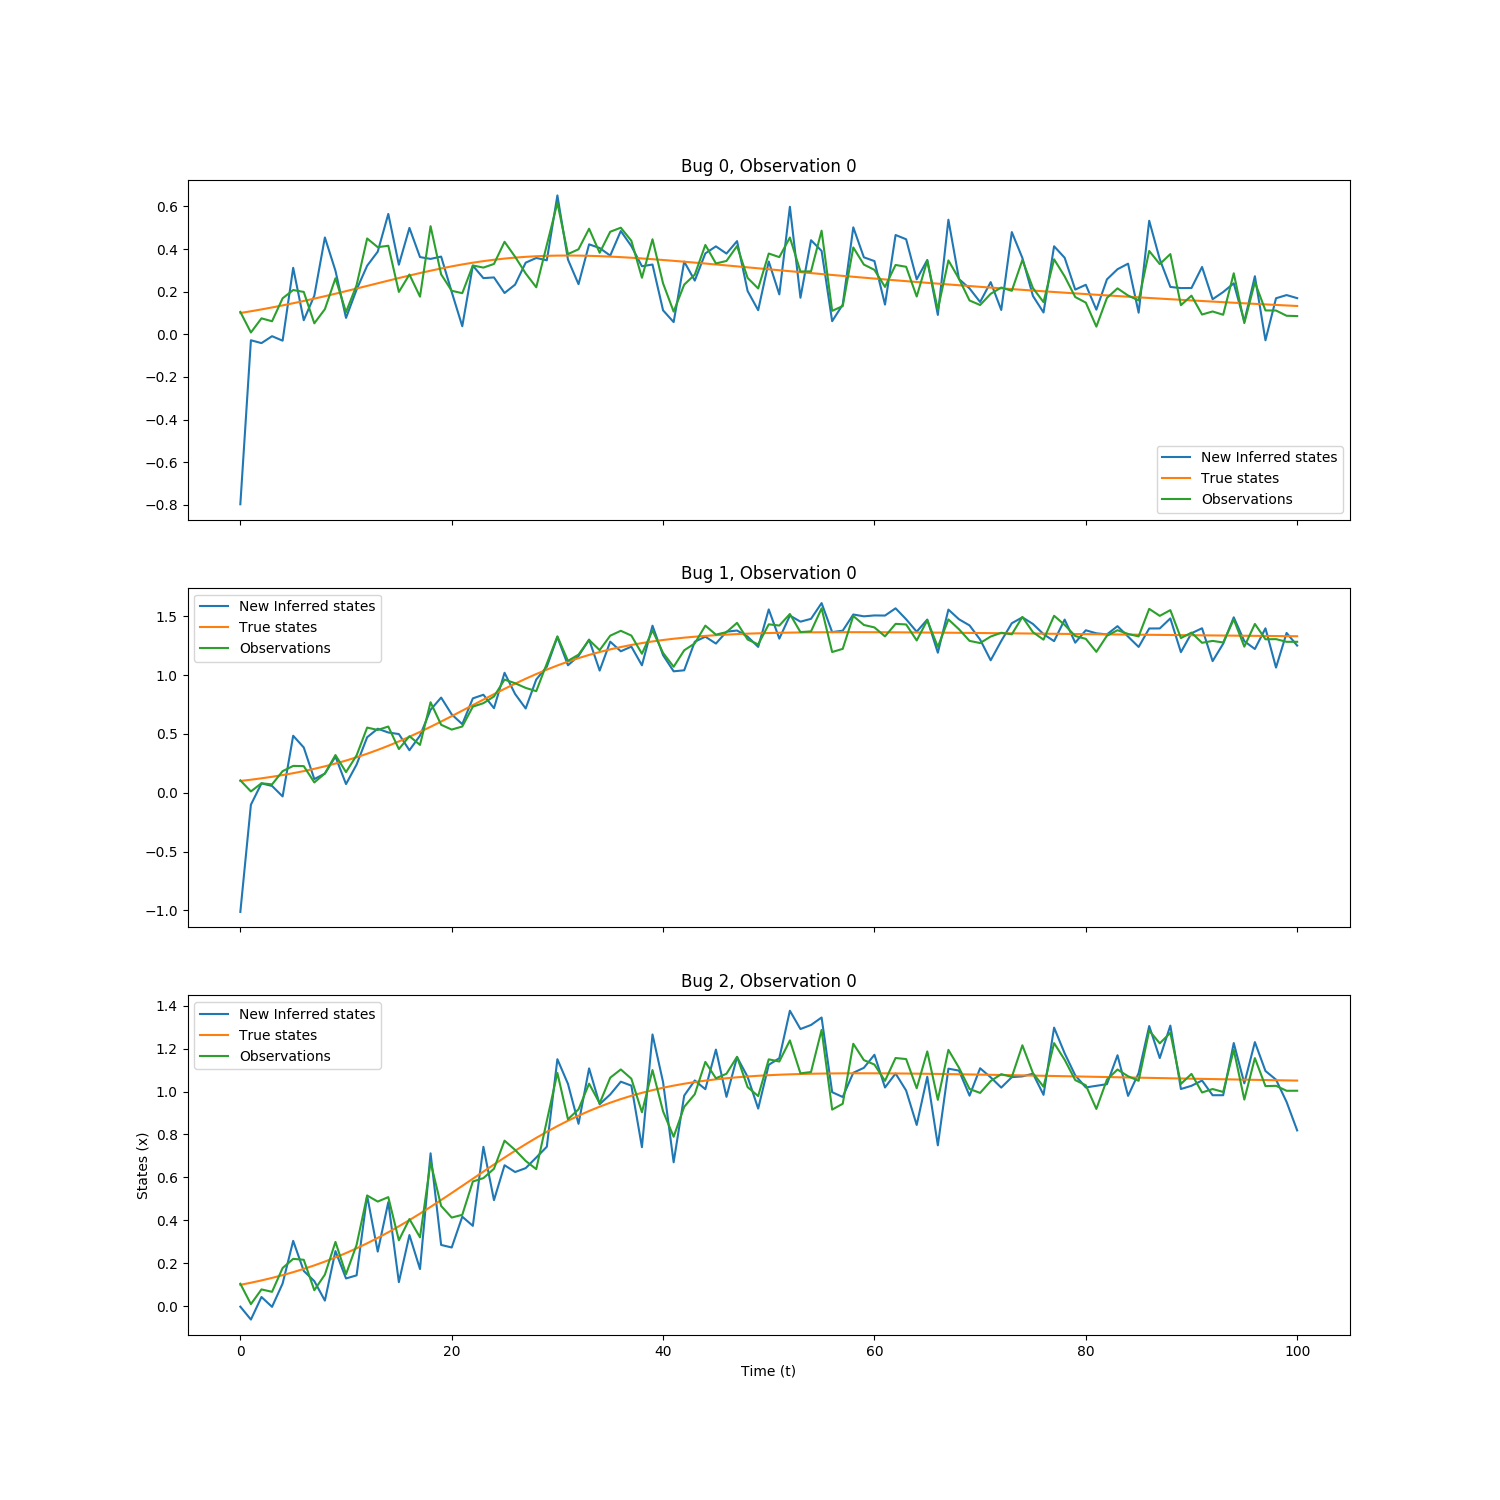 Bug 0, Observation 0
0.6
0.4
0.2
0.0
−0.2
−0.4
−0.6
−0.8
New Inferred states
True states
Observations
Bug 1, Observation 0
1.5
1.0
0.5
0.0
−0.5
−1.0
New Inferred states
True states
Observations
Bug 2, Observation 0
1.4
1.2
1.0
0.8
0.6
0.4
0.2
0.0
States (x)
New Inferred states
True states
Observations
0 20 40 60 80 100
Time (t)